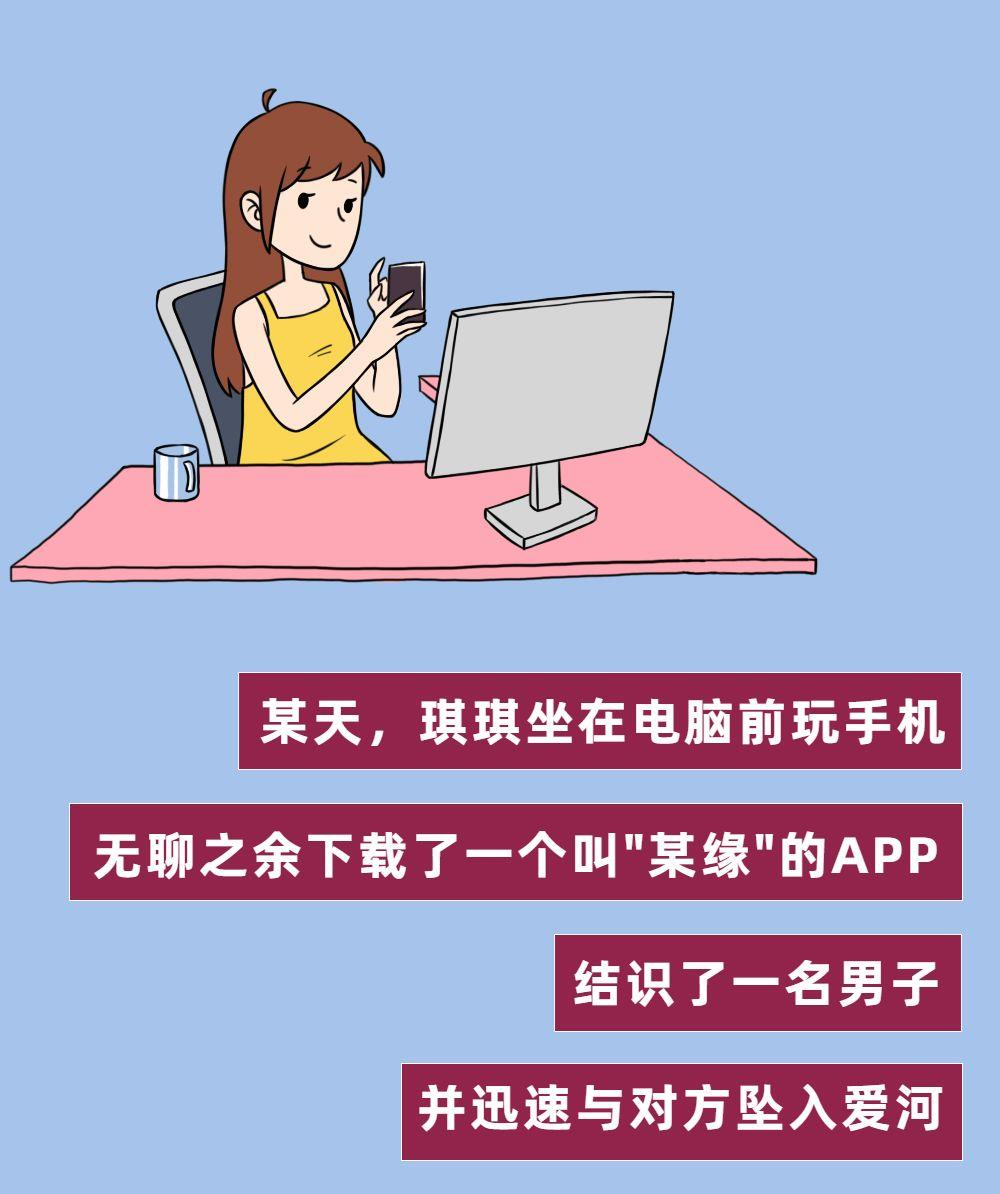 某天，琪琪坐在电脑前玩手机
无聊之余下载了一个叫"某缘"的APP
结识了一名男子
并迅速与对方坠入爱河